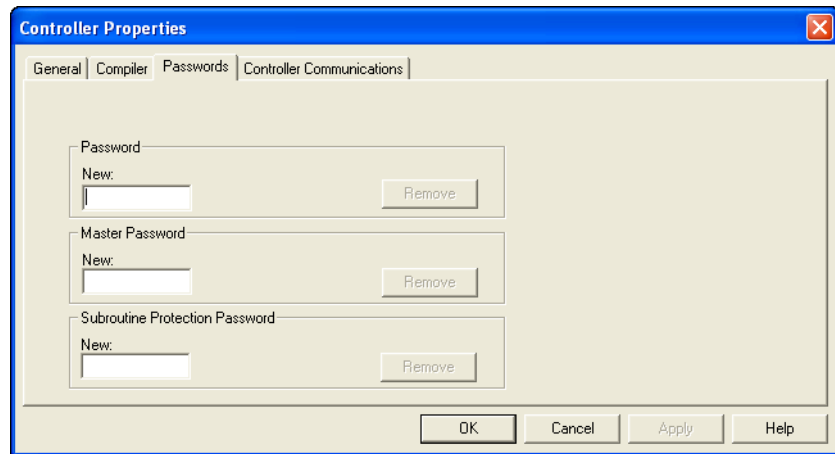 Controller Properties
General Compiler Passwords Controller Communications
Password
New:
Remove
Master Password
New:
Remove
Subroutine Protection Password
New:
Remove
OK Cancel Apply Help